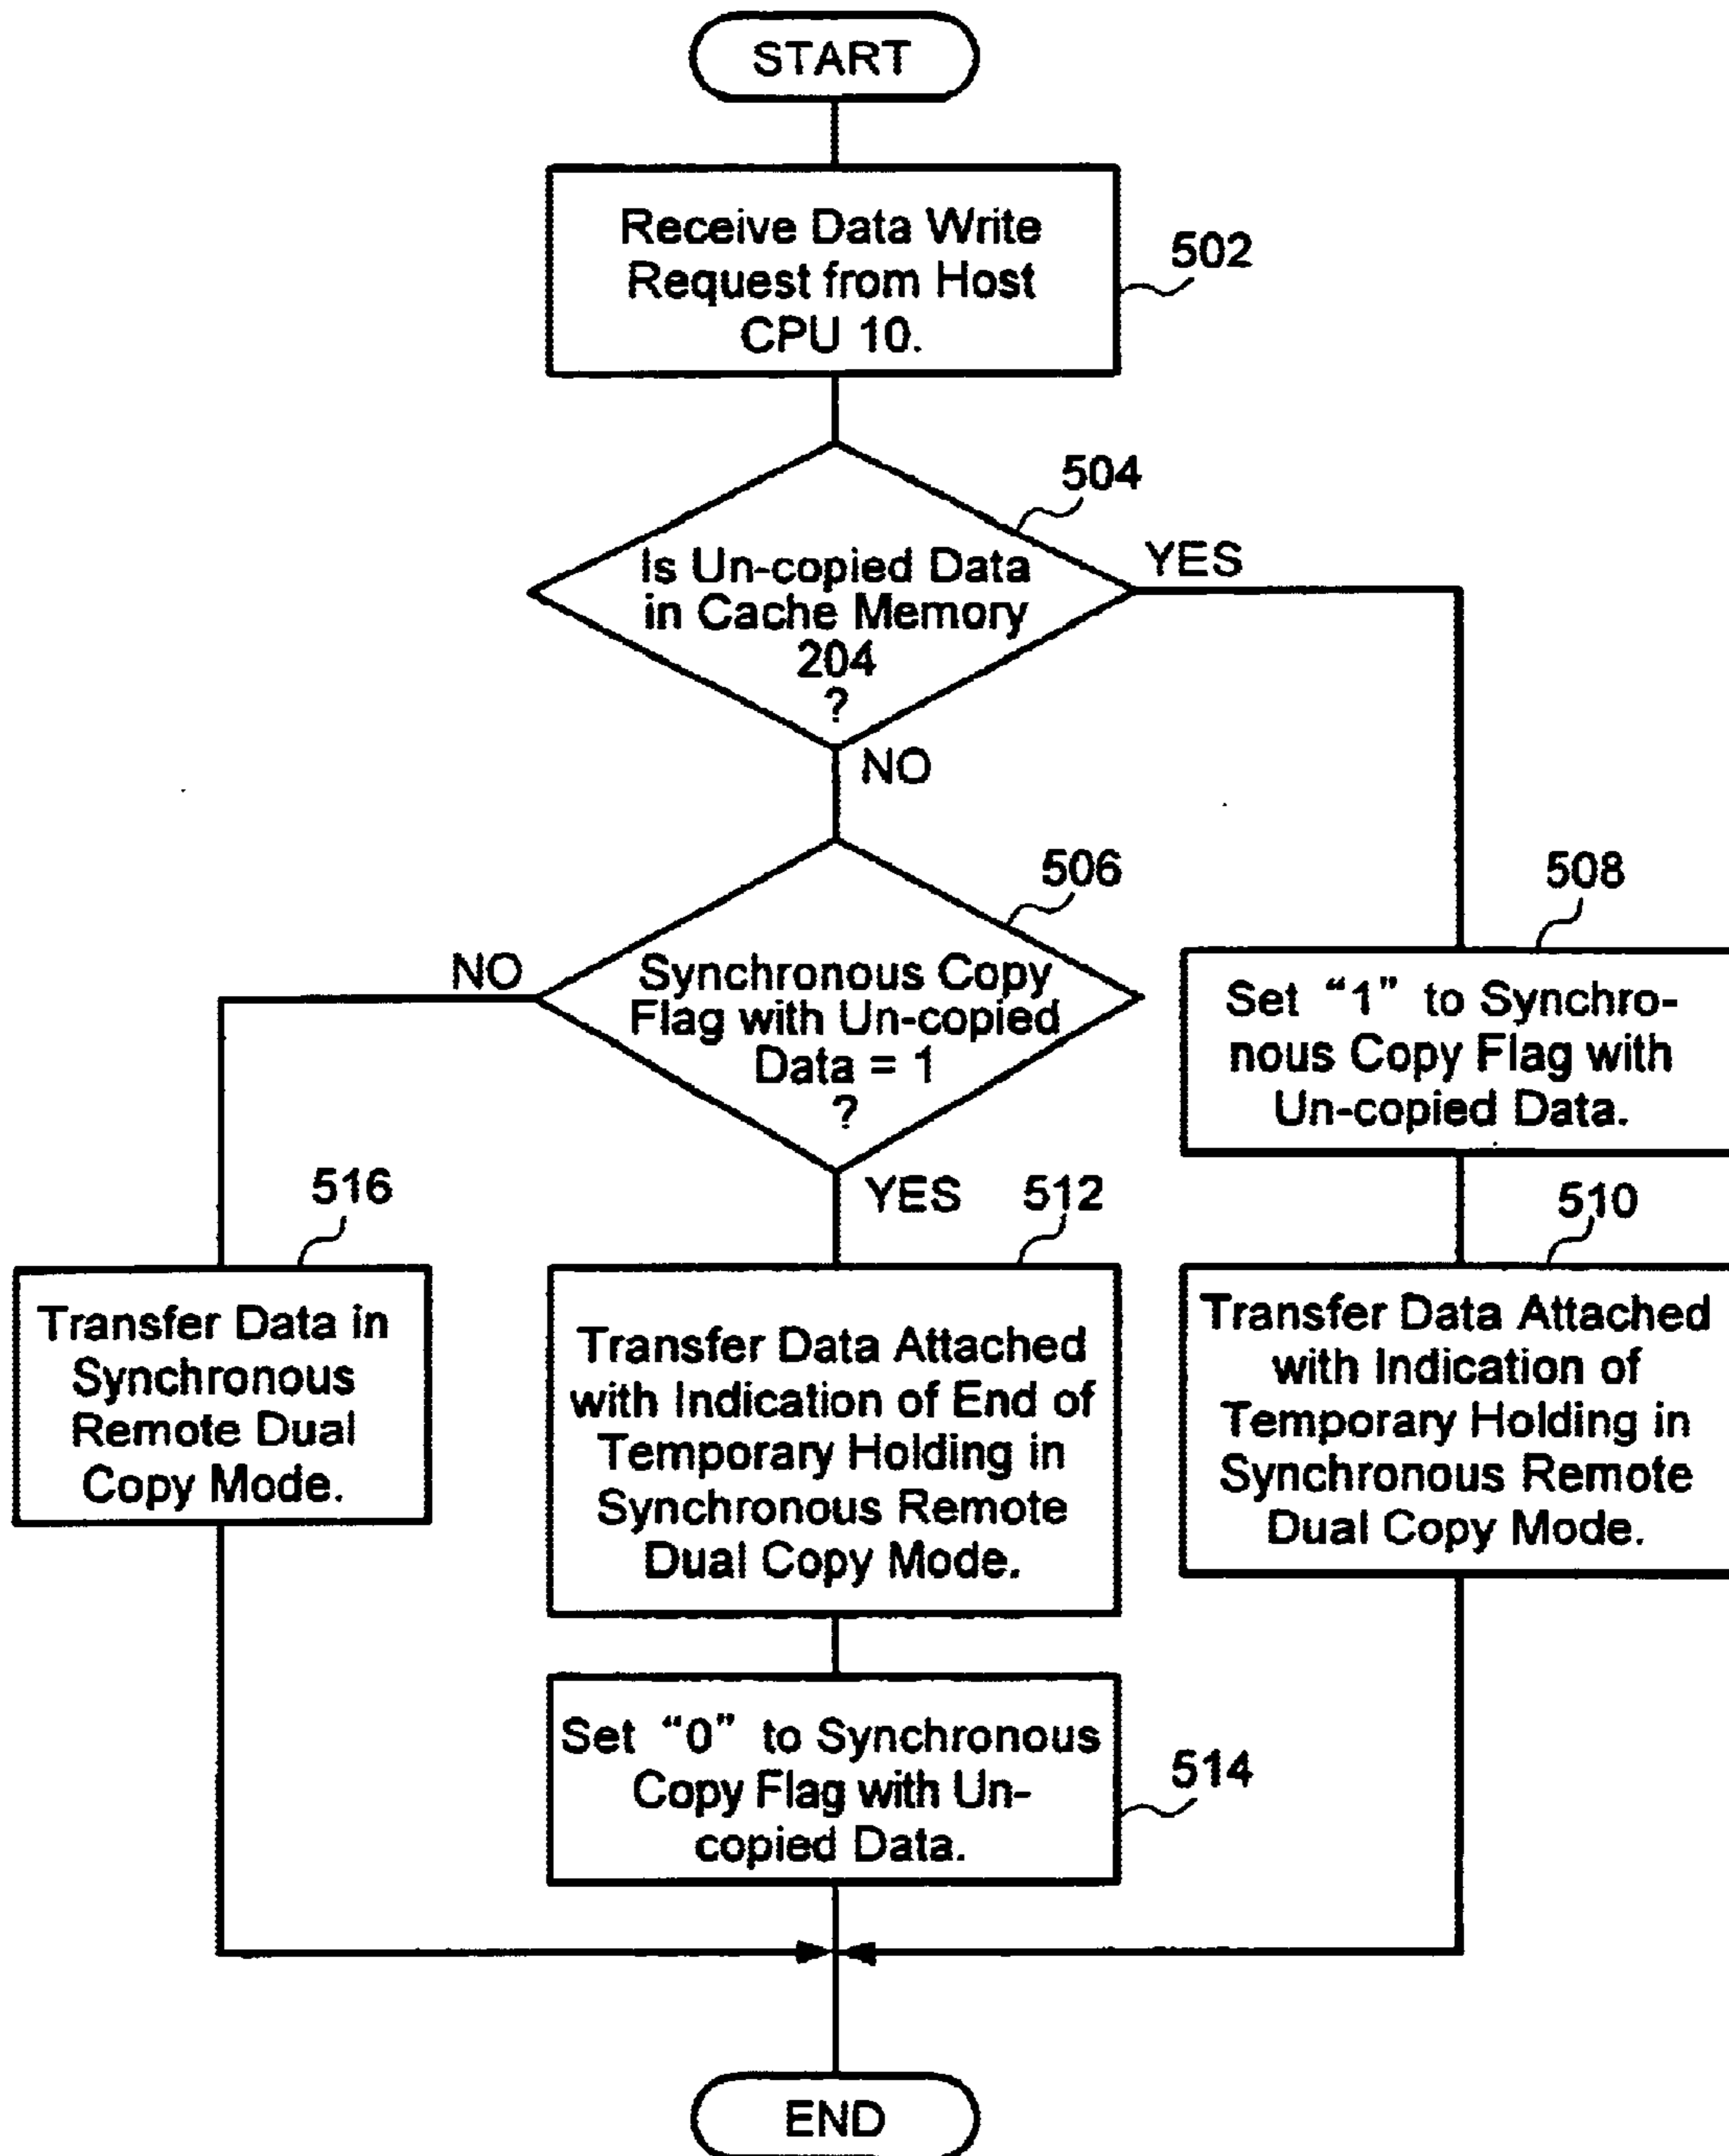 START
Receive Data Write
Request from Host
CPU 10.
502
504
Is Un-copied Data
in Cache Memory
204
?
YES
NO
506
Synchronous Copy
Flag with Un-copied
Data = 1
?
NO
YES
508
Set “1” to Synchro-
nous Copy Flag with
Un-copied Data.
516
Transfer Data in
Synchronous
Remote Dual
Copy Mode.
512
Transfer Data Attached
with Indication of End of
Temporary Holding in
Synchronous Remote
Dual Copy Mode.
510
Transfer Data Attached
with Indication of
Temporary Holding in
Synchronous Remote
Dual Copy Mode.
Set “0” to Synchronous
Copy Flag with Un-
copied Data.
514
END